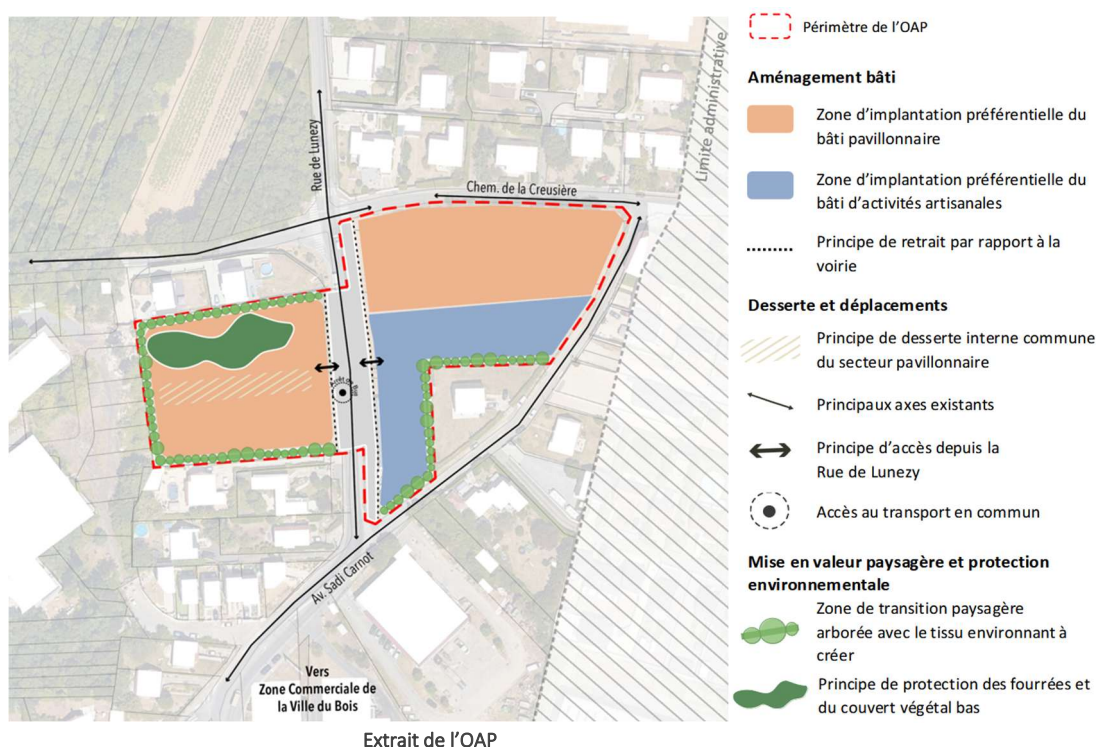 Rue de Lunezy
Chem. de la Creusière
Limite administrative
Av. Sadi Carnot
Vers
Zone Commerciale de
la Ville du Bois
Périmètre de l'OAP
Aménagement bâti
Zone d'implantation préférentielle du
bâti pavillonnaire
Zone d'implantation préférentielle du
bâti d'activités artisanales
Principe de retrait par rapport à la
voirie
Desserte et déplacements
Principe de desserte interne commune
du secteur pavillonnaire
Principaux axes existants
Principe d'accès depuis la
Rue de Lunezy
Accès au transport en commun
Mise en valeur paysagère et protection
environnementale
Zone de transition paysagère
arborée avec le tissu environnant à
créer
Principe de protection des fourrées et
du couvert végétal bas
Extrait de l'OAP